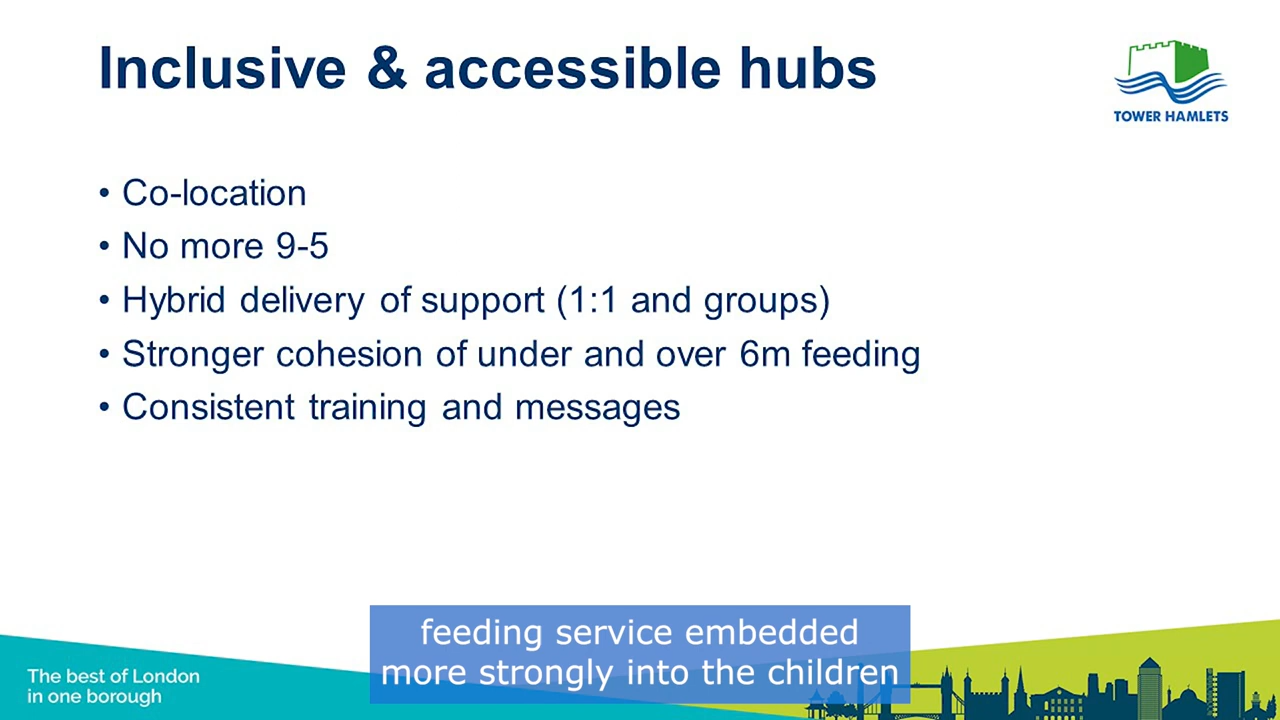 Inclusive & accessible hubs
TOWER HAMLETS
• Co-location
• No more 9-5
• Hybrid delivery of support (1:1 and groups)
• Stronger cohesion of under and over 6m feeding
• Consistent training and messages
feeding service embedded
more strongly into the children
The best of London
in one borough